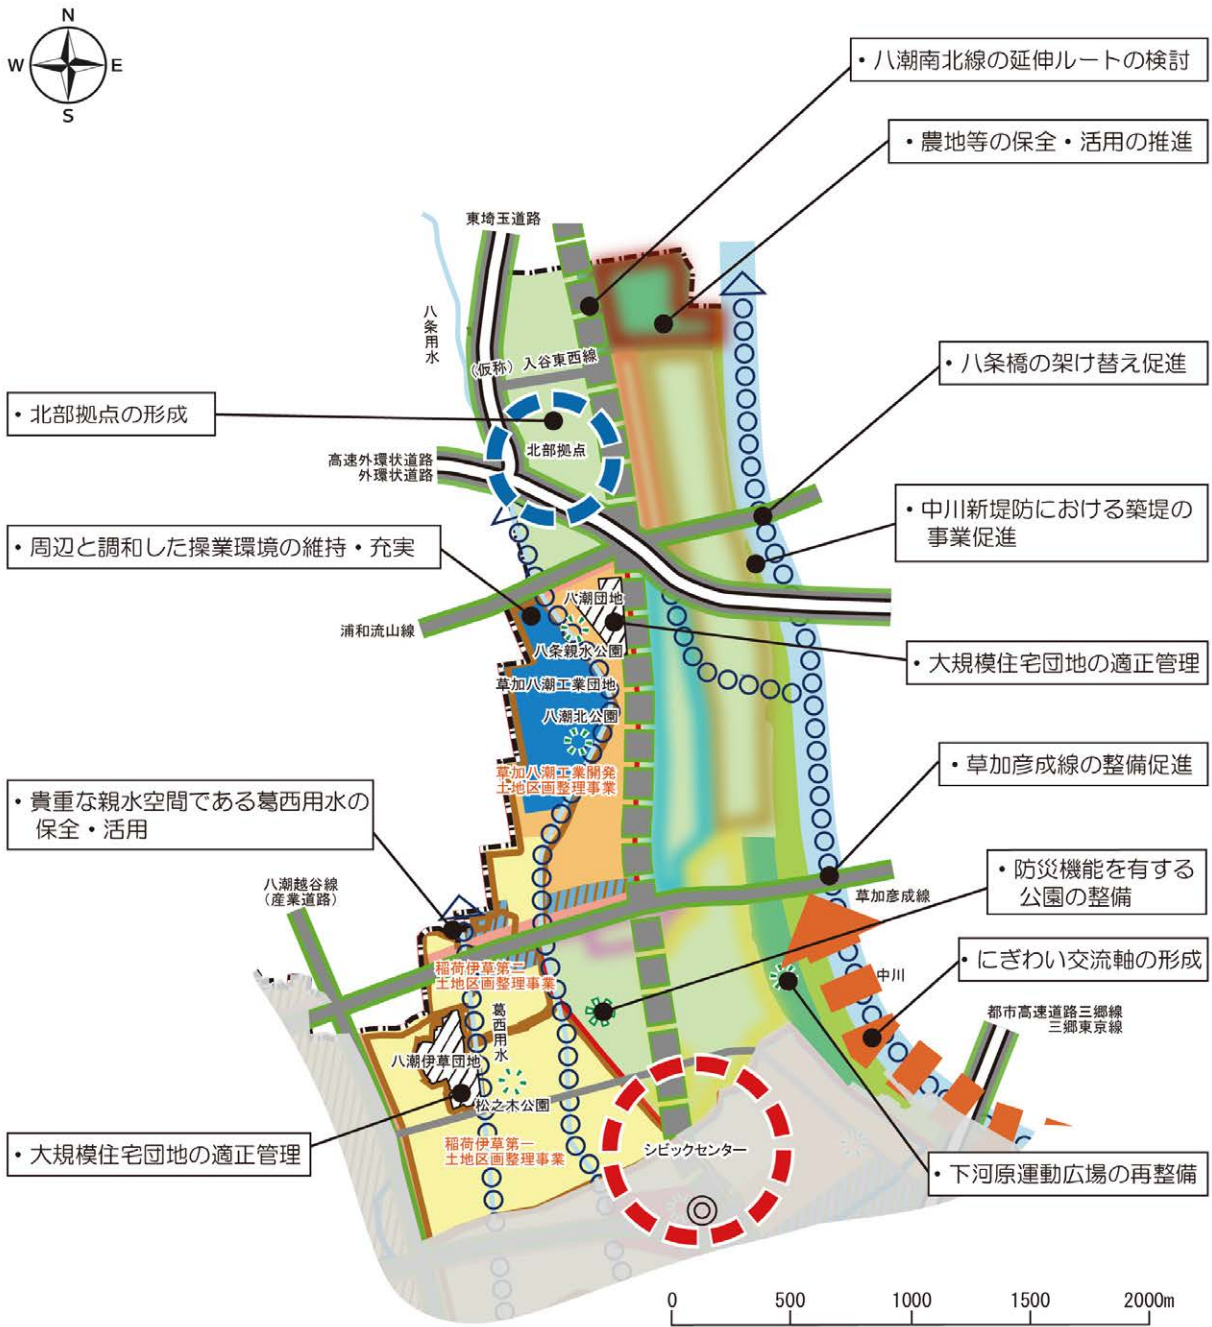 N
W
E
S
・八潮南北線の延伸ルートの検討
・農地等の保全・活用の推進
東埼玉道路
八条用水
(仮称) 入谷東西線
・八条橋の架け替え促進
・北部拠点の形成
北部拠点
高速外環状道路
外環状道路
・中川新堤防における築堤の
事業促進
・周辺と調和した操業環境の維持・充実
八潮団地
浦和流山線
八条親水公園
・大規模住宅団地の適正管理
草加八潮工業団地
八潮北公園
・草加彦成線の整備促進
草加八潮工業開発
土地区画整理事業
・貴重な親水空間である葛西用水の
保全・活用
・防災機能を有する
公園の整備
八潮越谷線
(産業道路)
草加彦成線
・にぎわい交流軸の形成
稲荷伊草第二
土地区画整理事業
中川
葛西用水
都市高速道路三郷線
三郷東京線
八潮伊草団地
松之木公園
・大規模住宅団地の適正管理
稲荷伊草第一
土地区画整理事業
シビックセンター
・下河原運動広場の再整備
0
500
1000
1500
2000m